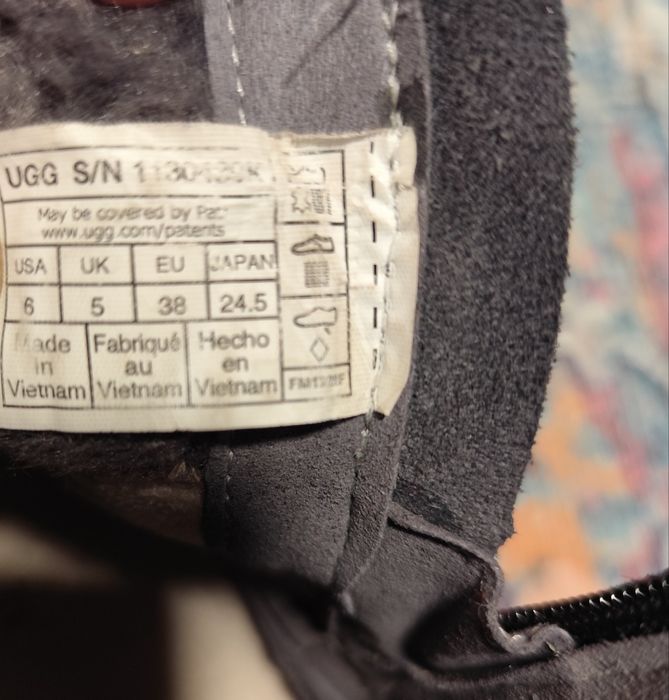 UGG S/N
May be covered by
www.ugg.com/patents
USA UK EU JAPAN
6 5 38 24.5
Made in Vietnam
Fabriqué au Vietnam
Hecho en Vietnam